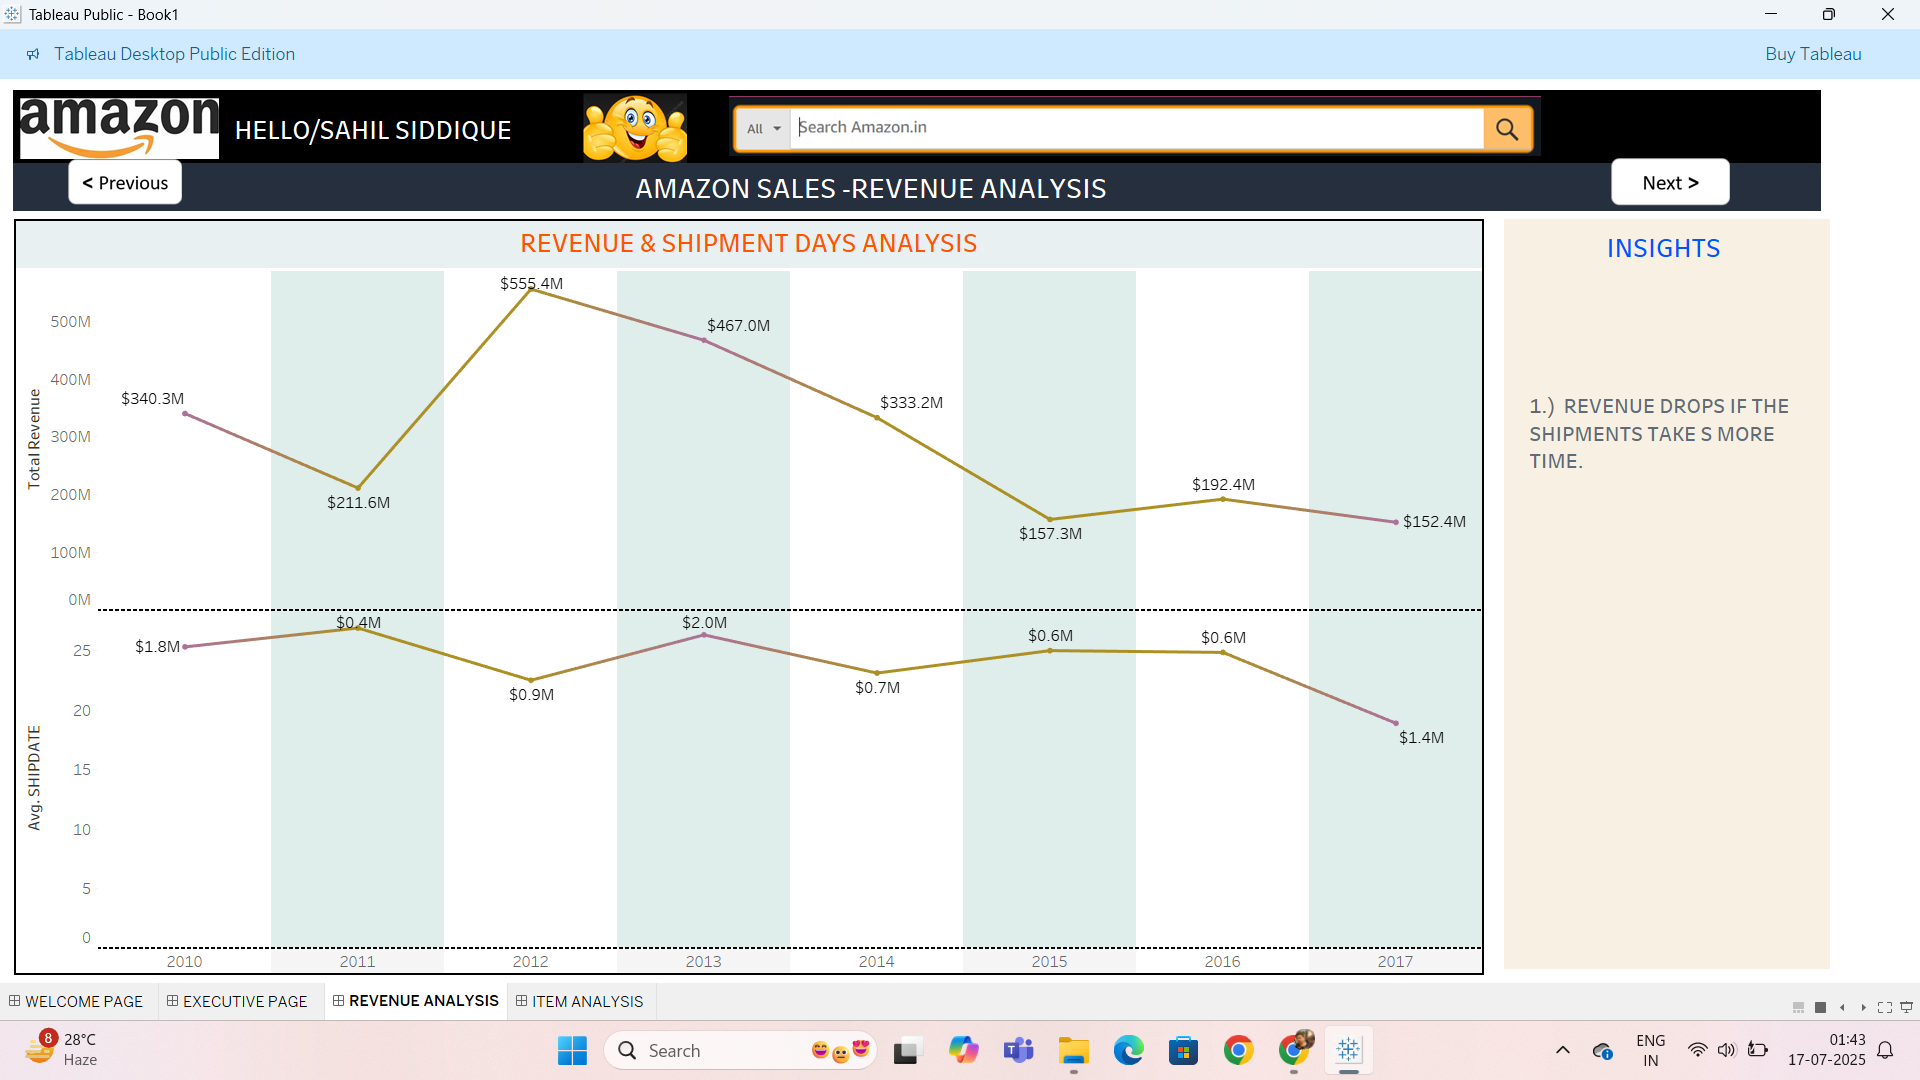 Tableau Public - Book1
Tableau Desktop Public Edition
Buy Tableau
amazon
HELLO/SAHIL SIDDIQUE
All
Search Amazon.in
< Previous
AMAZON SALES -REVENUE ANALYSIS
Next >
REVENUE & SHIPMENT DAYS ANALYSIS
INSIGHTS
1.) REVENUE DROPS IF THE
SHIPMENTS TAKE S MORE
TIME.
Total Revenue
500M
400M
300M
200M
100M
0M
$340.3M
$211.6M
$555.4M
$467.0M
$333.2M
$157.3M
$192.4M
$152.4M
Avg. SHIPDATE
25
20
15
10
5
0
$1.8M
$0.4M
$0.9M
$2.0M
$0.7M
$0.6M
$0.6M
$1.4M
2010
2011
2012
2013
2014
2015
2016
2017
WELCOME PAGE
EXECUTIVE PAGE
REVENUE ANALYSIS
ITEM ANALYSIS
8
28°C
Haze
Search
ENG
IN
01:43
17-07-2025